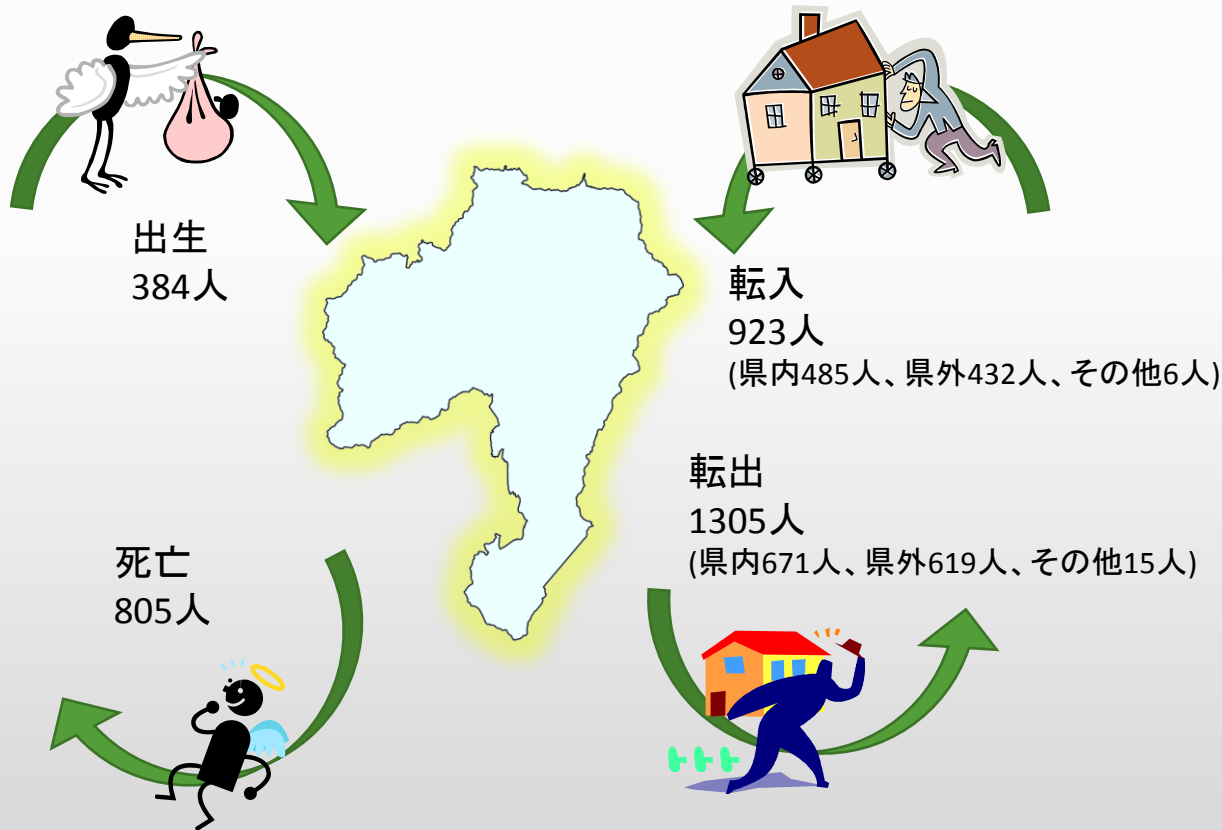 出生
384人
転入
923人
(県内485人、県外432人、その他6人)
転出
1305人
(県内671人、県外619人、その他15人)
死亡
805人